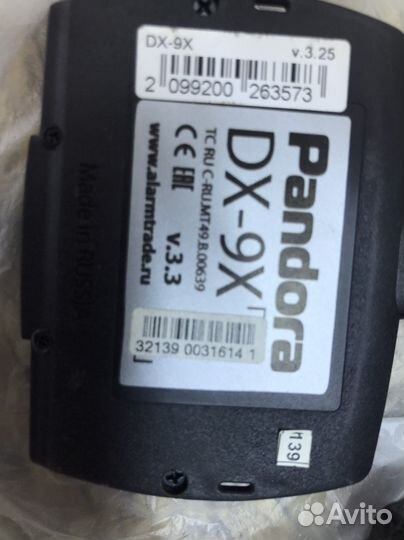 DX-9X v.3.25
2 099200 263573
Pandora
DX-9X
TC RU C-RU.MT49.B.00639
CE EAC v.3.3
www.alarmtrade.ru
32139 0031614 1
Made in RUSSIA
139
Avito